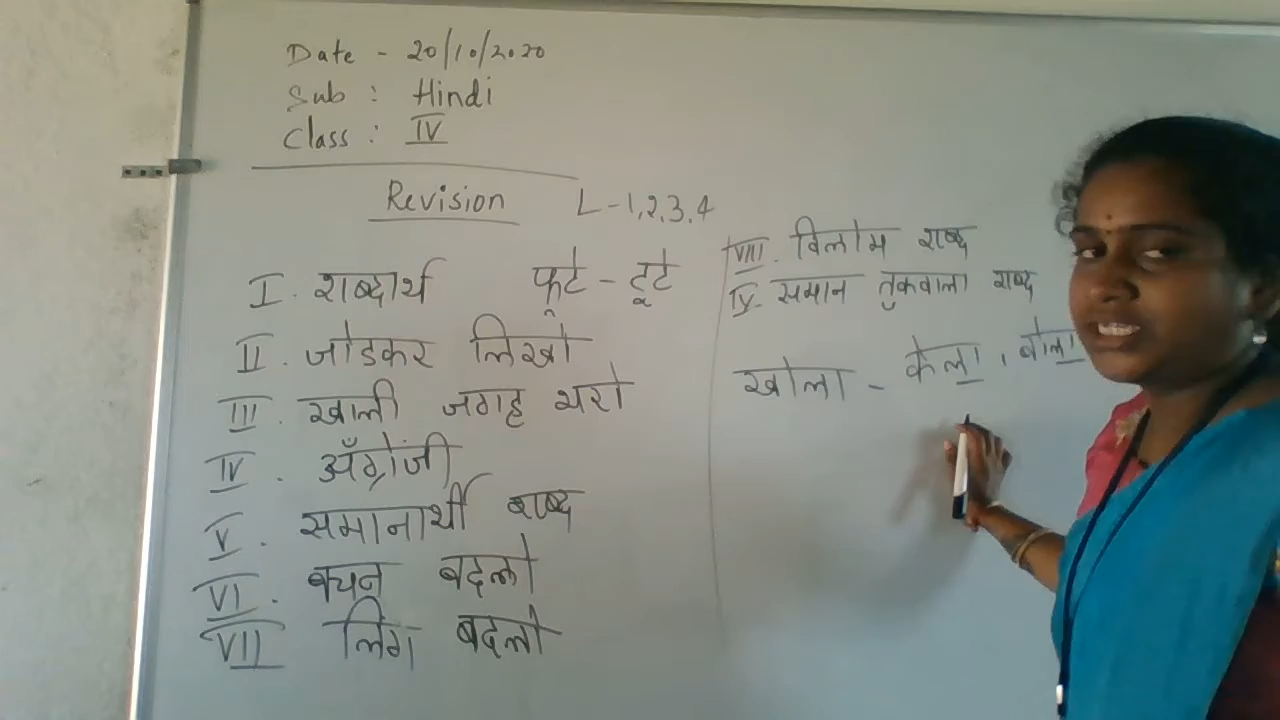 Date - 20/10/2020
Sub : Hindi
Class : IV
Revision L-1,2,3,4
I. शब्दार्थ फूटे - टूटे
II. जोडकर लिखो
III. खाली जगह भरो
IV. अँग्रेंजी
V. समानार्थी शब्द
VI. वचन बदलो
VII लिंग बदलो
VIII. विलोम शब्द
IV. समान तुकवाला शब्द
खोला - केला, बोला